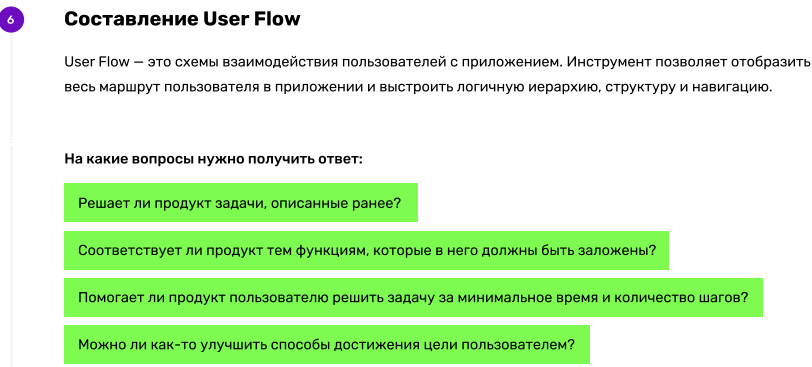 6
Составление User Flow
User Flow — это схемы взаимодействия пользователей с приложением. Инструмент позволяет отобразить
весь маршрут пользователя в приложении и выстроить логичную иерархию, структуру и навигацию.
На какие вопросы нужно получить ответ:
Решает ли продукт задачи, описанные ранее?
Соответствует ли продукт тем функциям, которые в него должны быть заложены?
Помогает ли продукт пользователю решить задачу за минимальное время и количество шагов?
Можно ли как-то улучшить способы достижения цели пользователем?